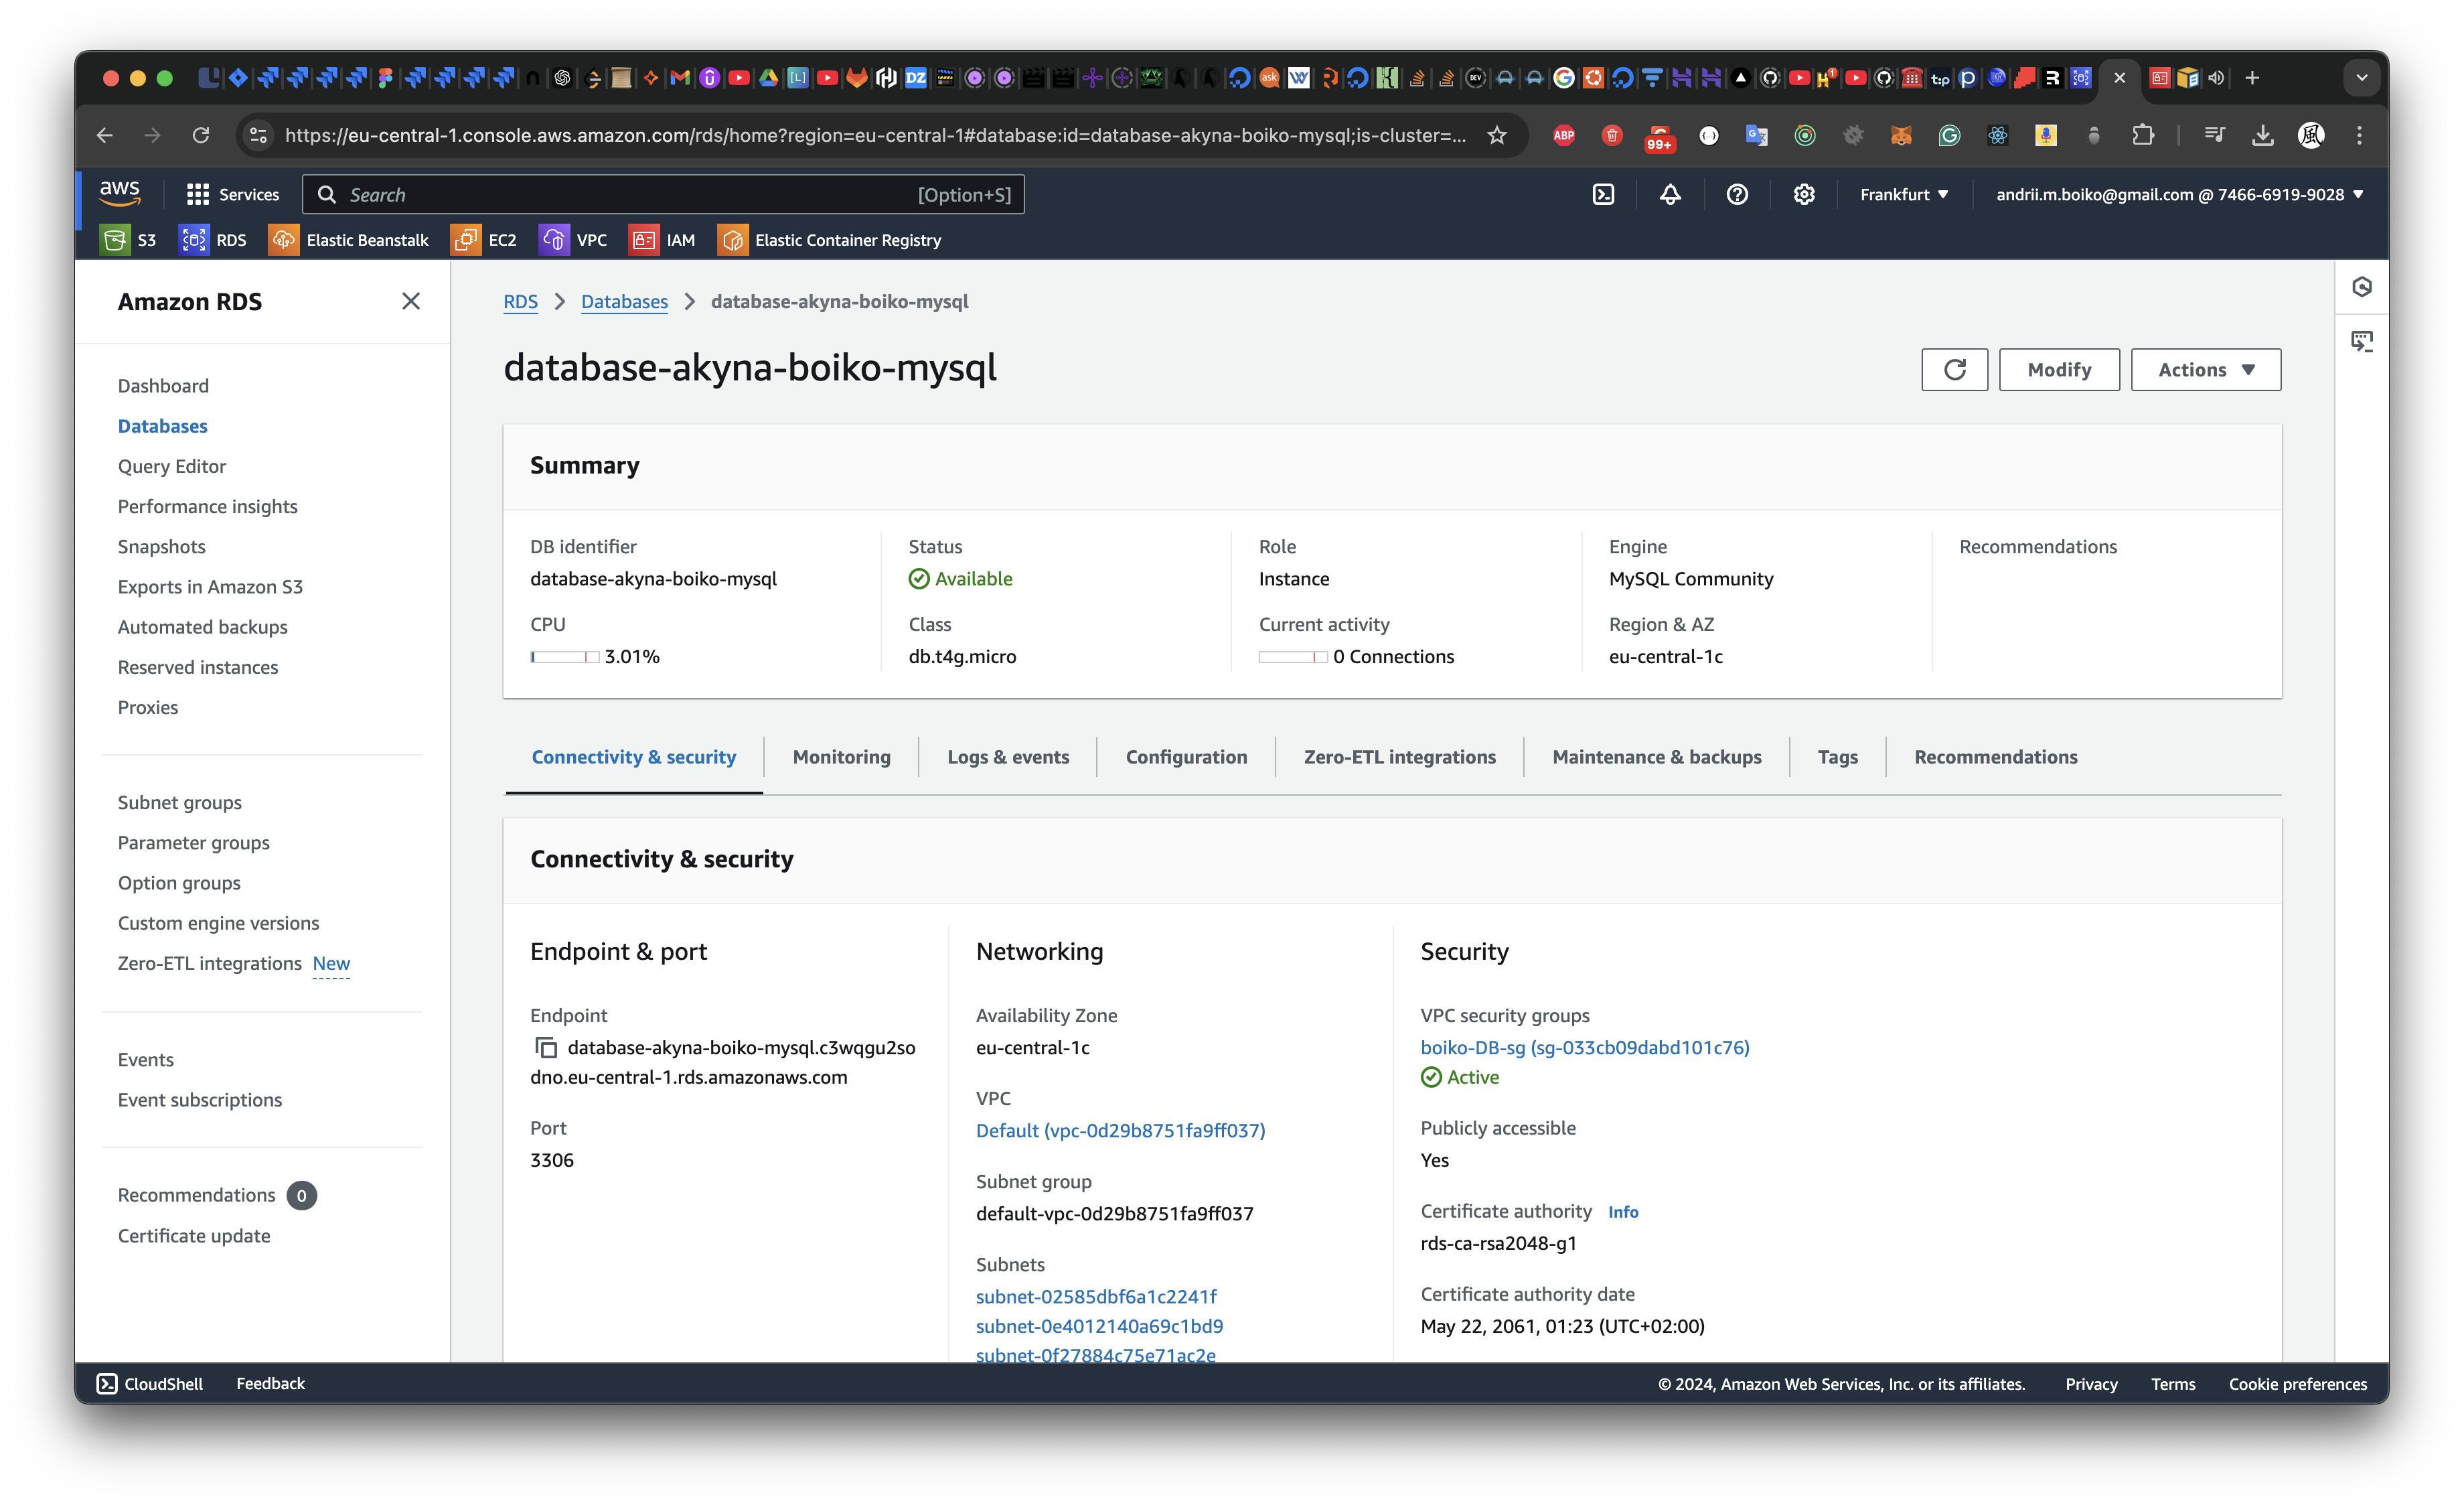 https://eu-central-1.console.aws.amazon.com/rds/home?region=eu-central-1#database:id=database-akyna-boiko-mysql;is-cluster=...
ABP
99+
aws
Services
Search
[Option+S]
Frankfurt
andrii.m.boiko@gmail.com @ 7466-6919-9028
S3
RDS
Elastic Beanstalk
EC2
VPC
IAM
Elastic Container Registry
Amazon RDS
Dashboard
Databases
Query Editor
Performance insights
Snapshots
Exports in Amazon S3
Automated backups
Reserved instances
Proxies
Subnet groups
Parameter groups
Option groups
Custom engine versions
Zero-ETL integrations New
Events
Event subscriptions
Recommendations 0
Certificate update
RDS > Databases > database-akyna-boiko-mysql
database-akyna-boiko-mysql
Modify
Actions
Summary
DB identifier
database-akyna-boiko-mysql
Status
Available
Role
Instance
Engine
MySQL Community
Recommendations
CPU
3.01%
Class
db.t4g.micro
Current activity
0 Connections
Region & AZ
eu-central-1c
Connectivity & security
Monitoring
Logs & events
Configuration
Zero-ETL integrations
Maintenance & backups
Tags
Recommendations
Connectivity & security
Endpoint & port
Endpoint
database-akyna-boiko-mysql.c3wqgu2so
dno.eu-central-1.rds.amazonaws.com
Port
3306
Networking
Availability Zone
eu-central-1c
VPC
Default (vpc-0d29b8751fa9ff037)
Subnet group
default-vpc-0d29b8751fa9ff037
Subnets
subnet-02585dbf6a1c2241f
subnet-0e4012140a69c1bd9
subnet-0f27884c75e71ac2e
Security
VPC security groups
boiko-DB-sg (sg-033cb09dabd101c76)
Active
Publicly accessible
Yes
Certificate authority Info
rds-ca-rsa2048-g1
Certificate authority date
May 22, 2061, 01:23 (UTC+02:00)
CloudShell
Feedback
© 2024, Amazon Web Services, Inc. or its affiliates.
Privacy
Terms
Cookie preferences